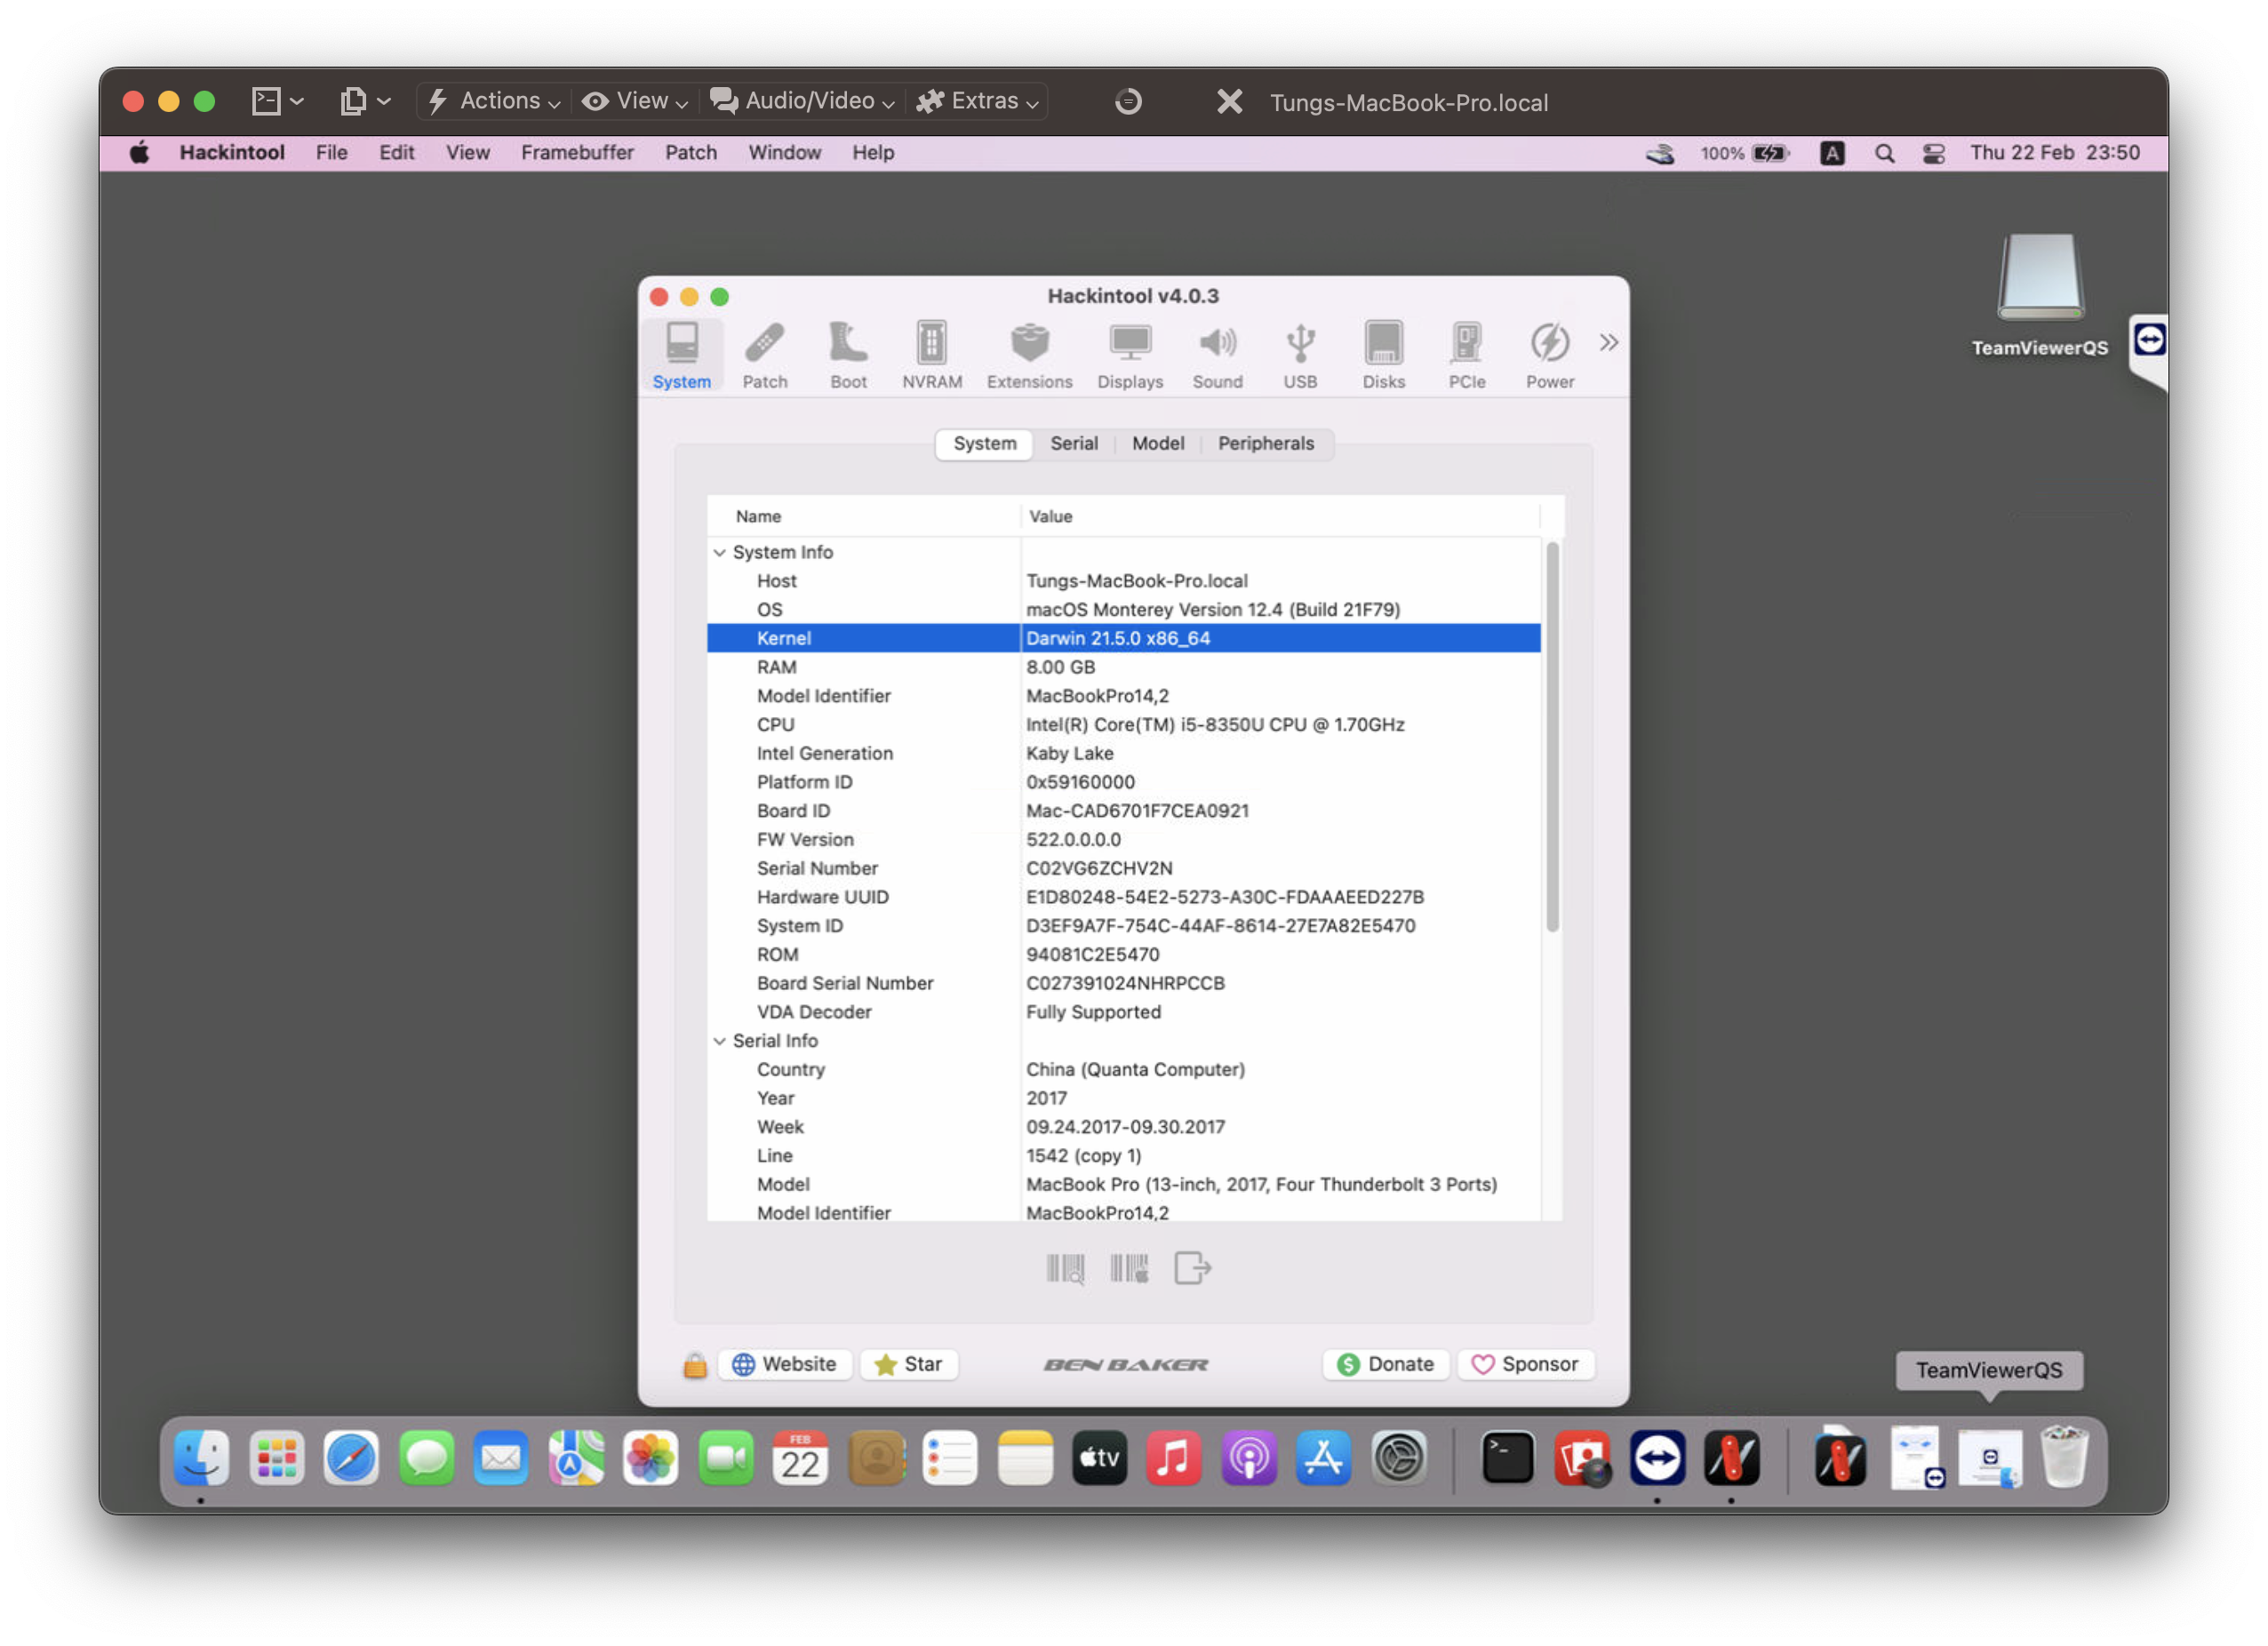 Actions View Audio/Video Extras Tungs-MacBook-Pro.local
Hackintool File Edit View Framebuffer Patch Window Help 100% A Thu 22 Feb 23:50
TeamViewerQS
Hackintool v4.0.3
System Patch Boot NVRAM Extensions Displays Sound USB Disks PCIe Power
System Serial Model Peripherals
Name Value
System Info
Host Tungs-MacBook-Pro.local
OS macOS Monterey Version 12.4 (Build 21F79)
Kernel Darwin 21.5.0 x86_64
RAM 8.00 GB
Model Identifier MacBookPro14,2
CPU Intel(R) Core(TM) i5-8350U CPU @ 1.70GHz
Intel Generation Kaby Lake
Platform ID 0x59160000
Board ID Mac-CAD6701F7CEA0921
FW Version 522.0.0.0.0
Serial Number C02VG6ZCHV2N
Hardware UUID E1D80248-54E2-5273-A30C-FDAAAEED227B
System ID D3EF9A7F-754C-44AF-8614-27E7A82E5470
ROM 94081C2E5470
Board Serial Number C027391024NHRPCCB
VDA Decoder Fully Supported
Serial Info
Country China (Quanta Computer)
Year 2017
Week 09.24.2017-09.30.2017
Line 1542 (copy 1)
Model MacBook Pro (13-inch, 2017, Four Thunderbolt 3 Ports)
Model Identifier MacBookPro14,2
Website Star BEN BAKER Donate Sponsor
TeamViewerQS
FEB
22
tv